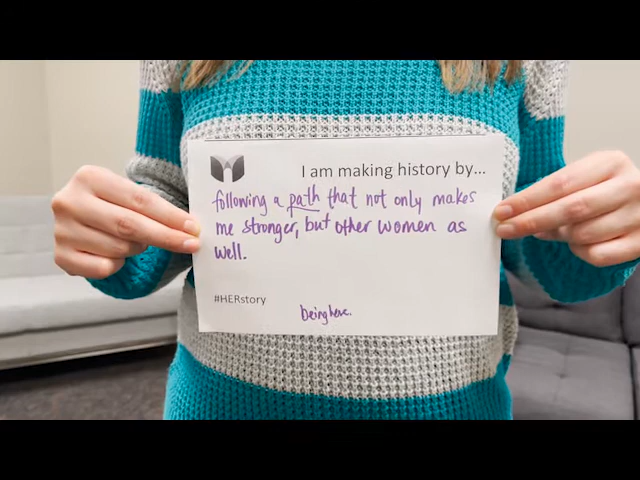 I am making history by...
following a path that not only makes
me stronger, but other women as
well.
#HERstory
being here.